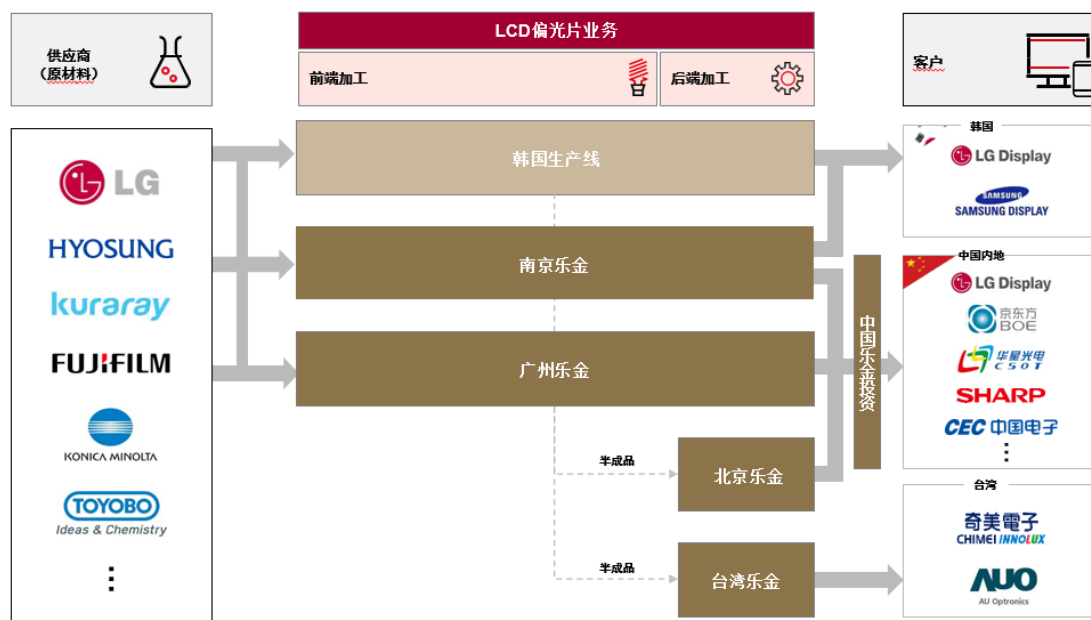 供应商
（原材料）
LCD偏光片业务
前端加工
后端加工
客户
LG
HYOSUNG
kuraray
FUJIFILM
KONICA MINOLTA
TOYOBO
Ideas & Chemistry
韩国生产线
南京乐金
广州乐金
半成品
北京乐金
半成品
台湾乐金
中国乐金投资
韩国
LG Display
SAMSUNG
SAMSUNG DISPLAY
中国内地
LG Display
京东方
BOE
华星光电
CSOT
SHARP
CEC 中国电子
台湾
奇美電子
CHIMEI INNOLUX
AUO
AU Optronics